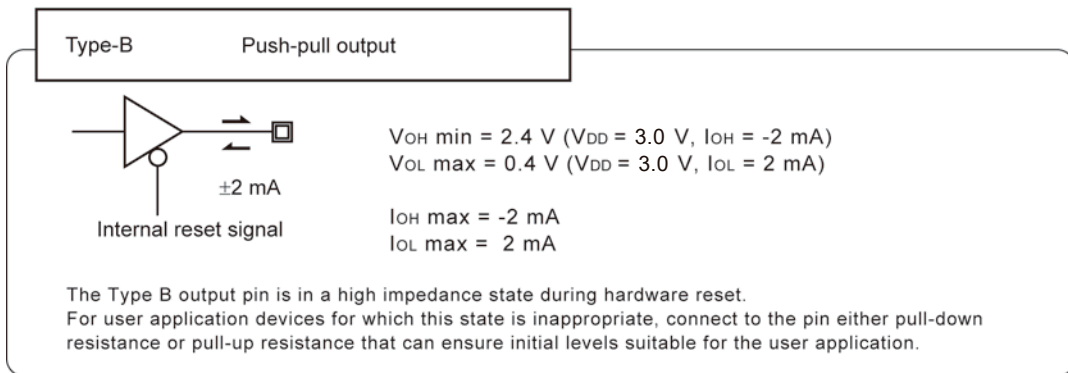 Type-B Push-pull output
VOH min = 2.4 V (VDD = 3.0 V, IOH = -2 mA)
VOL max = 0.4 V (VDD = 3.0 V, IOL = 2 mA)
±2 mA
Internal reset signal
IOH max = -2 mA
IOL max = 2 mA
The Type B output pin is in a high impedance state during hardware reset.
For user application devices for which this state is inappropriate, connect to the pin either pull-down
resistance or pull-up resistance that can ensure initial levels suitable for the user application.